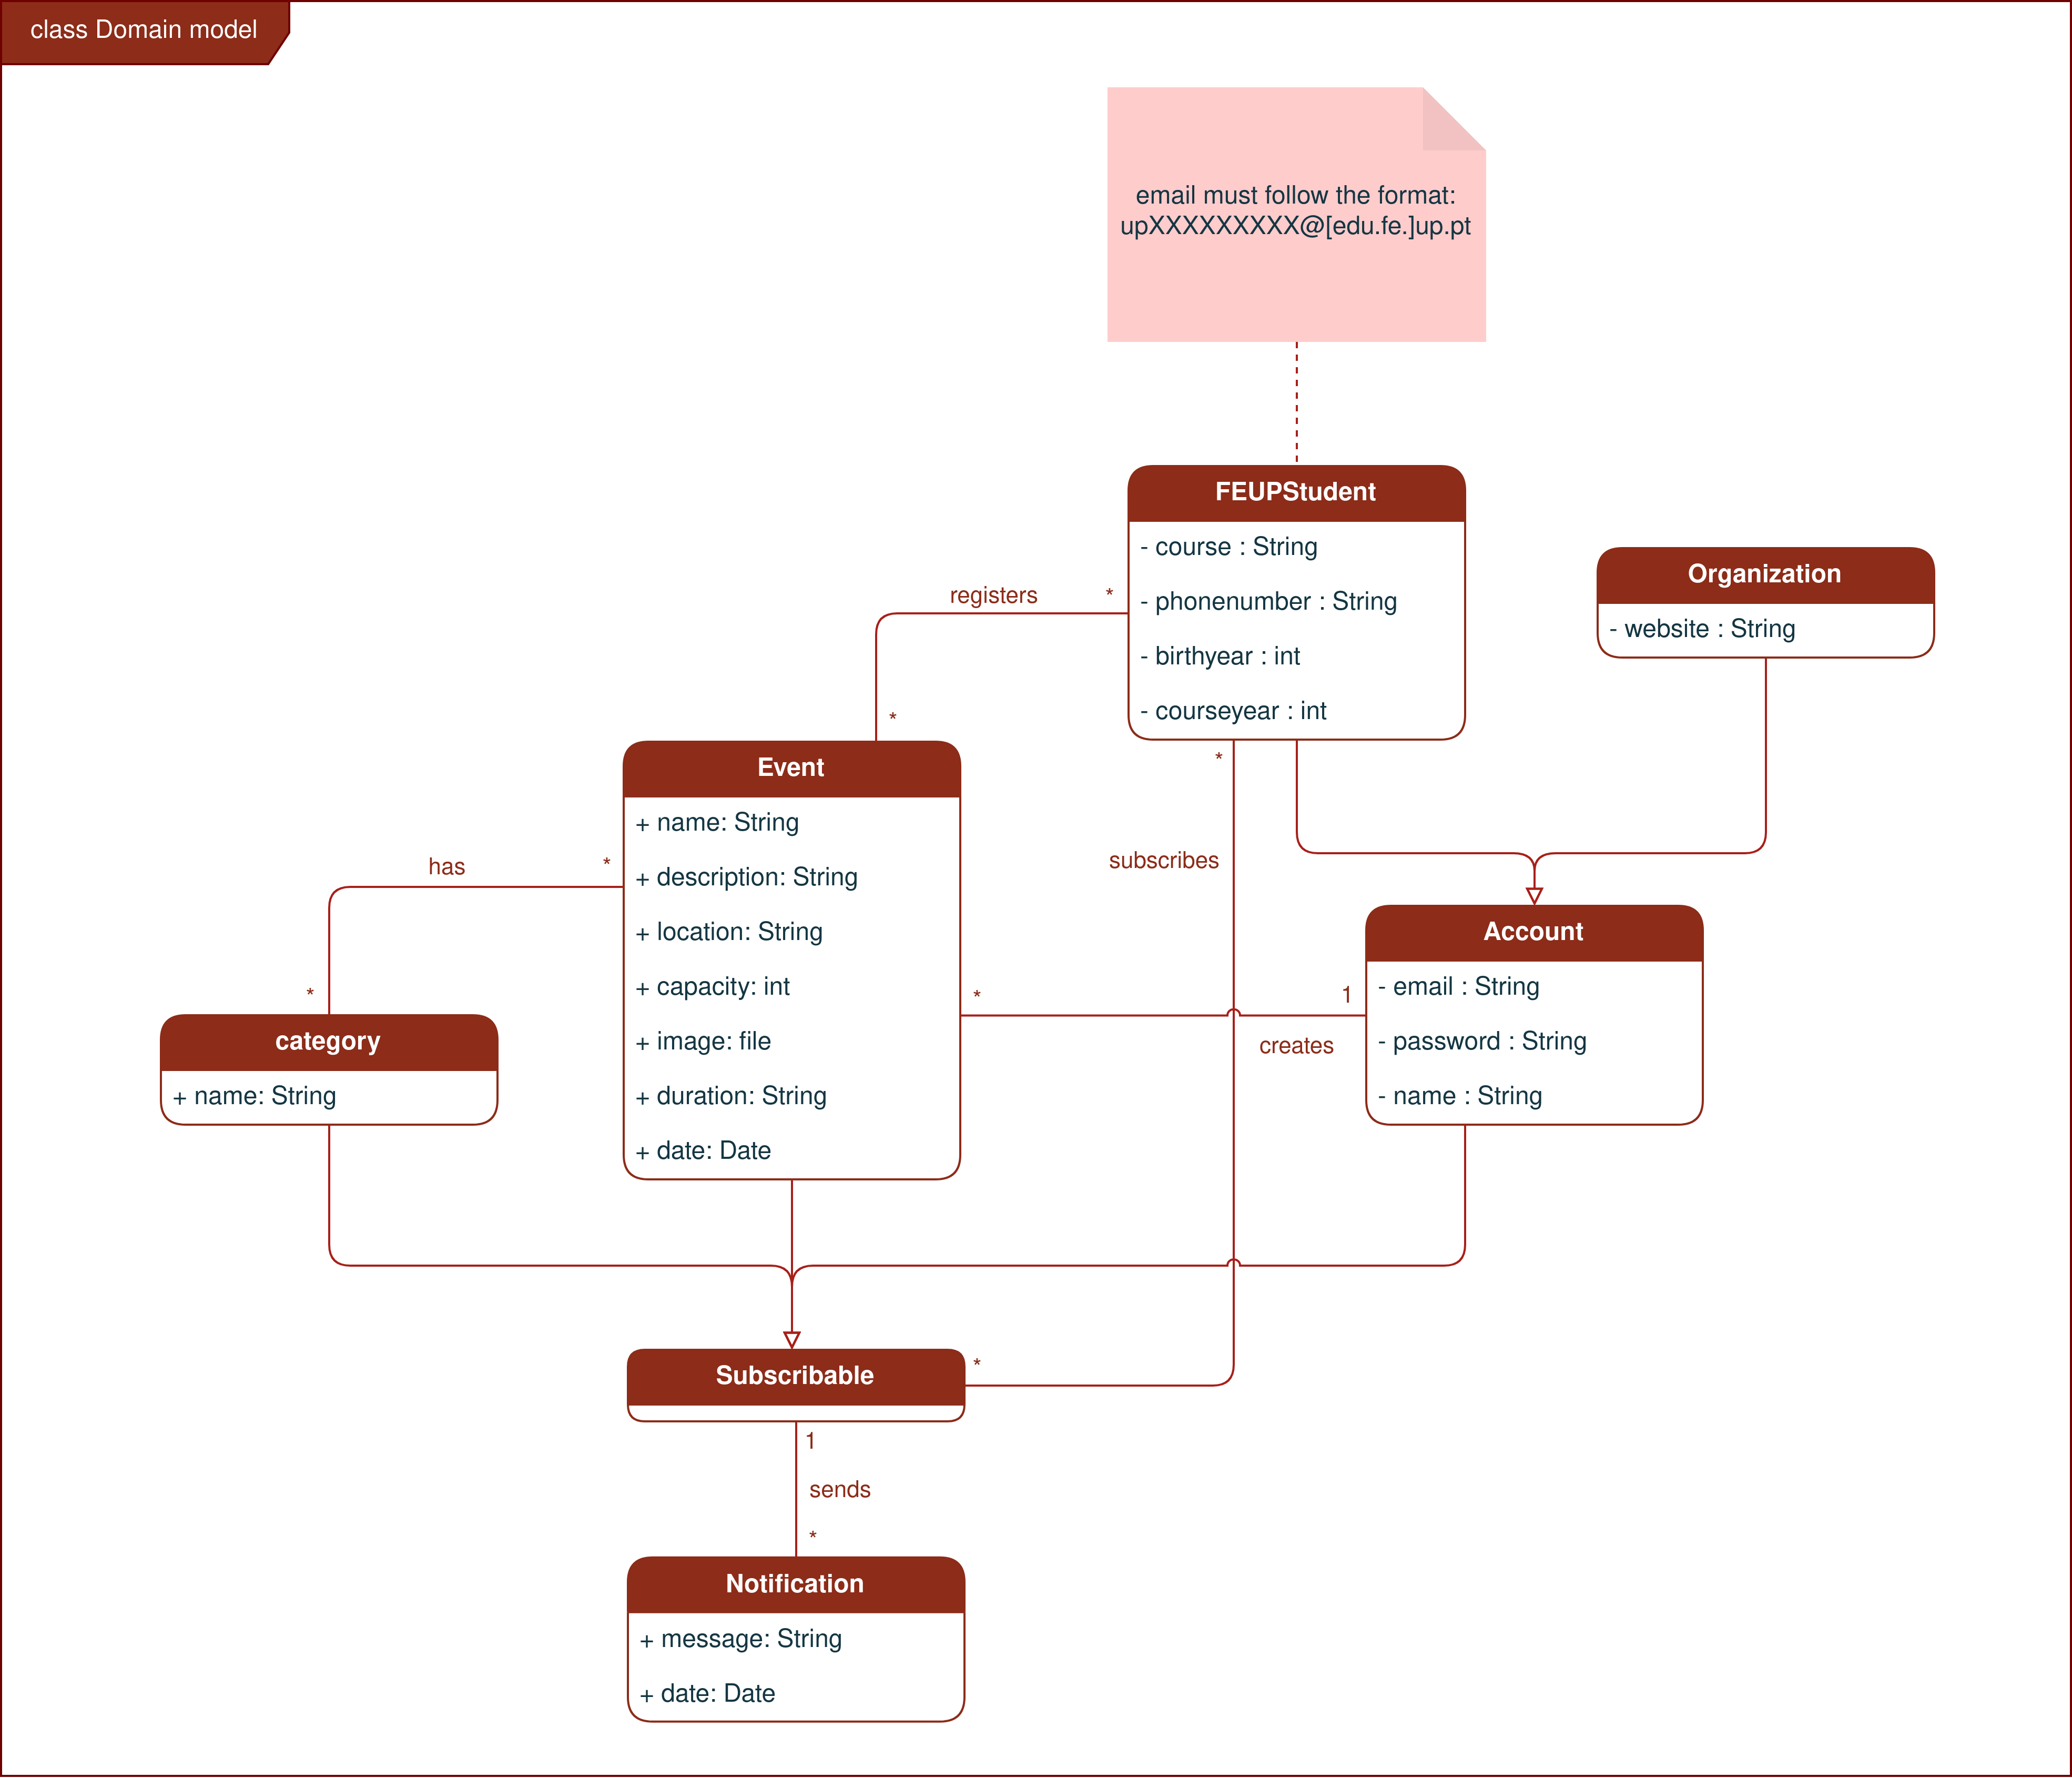 class Domain model
email must follow the format:
upXXXXXXXXX@[edu.fe.]up.pt
FEUPStudent
- course : String
- phonenumber : String
- birthyear : int
- courseyear : int
Organization
- website : String
registers
*
*
Event
+ name: String
+ description: String
+ location: String
+ capacity: int
+ image: file
+ duration: String
+ date: Date
*
subscribes
has
*
*
category
+ name: String
*
1
creates
Account
- email : String
- password : String
- name : String
Subscribable
*
1
sends
*
Notification
+ message: String
+ date: Date